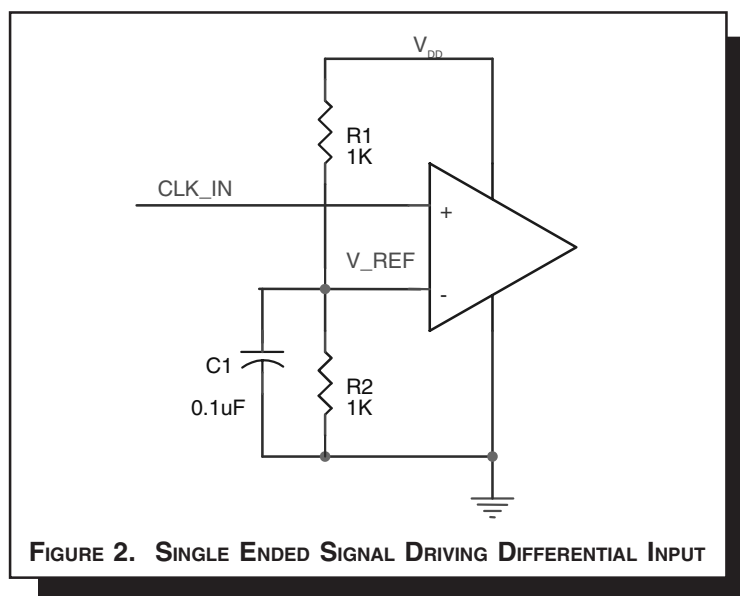 V_DD
R1
1K
CLK_IN
+
V_REF
-
C1
0.1uF
R2
1K
FIGURE 2. SINGLE ENDED SIGNAL DRIVING DIFFERENTIAL INPUT